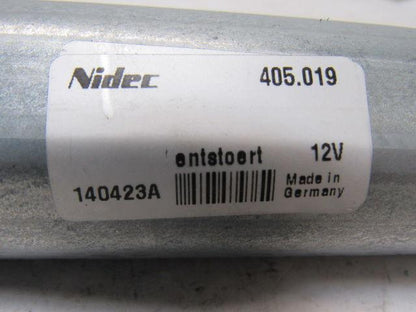 Nidec 405.019
entstoert 12V
140423A Made in
Germany